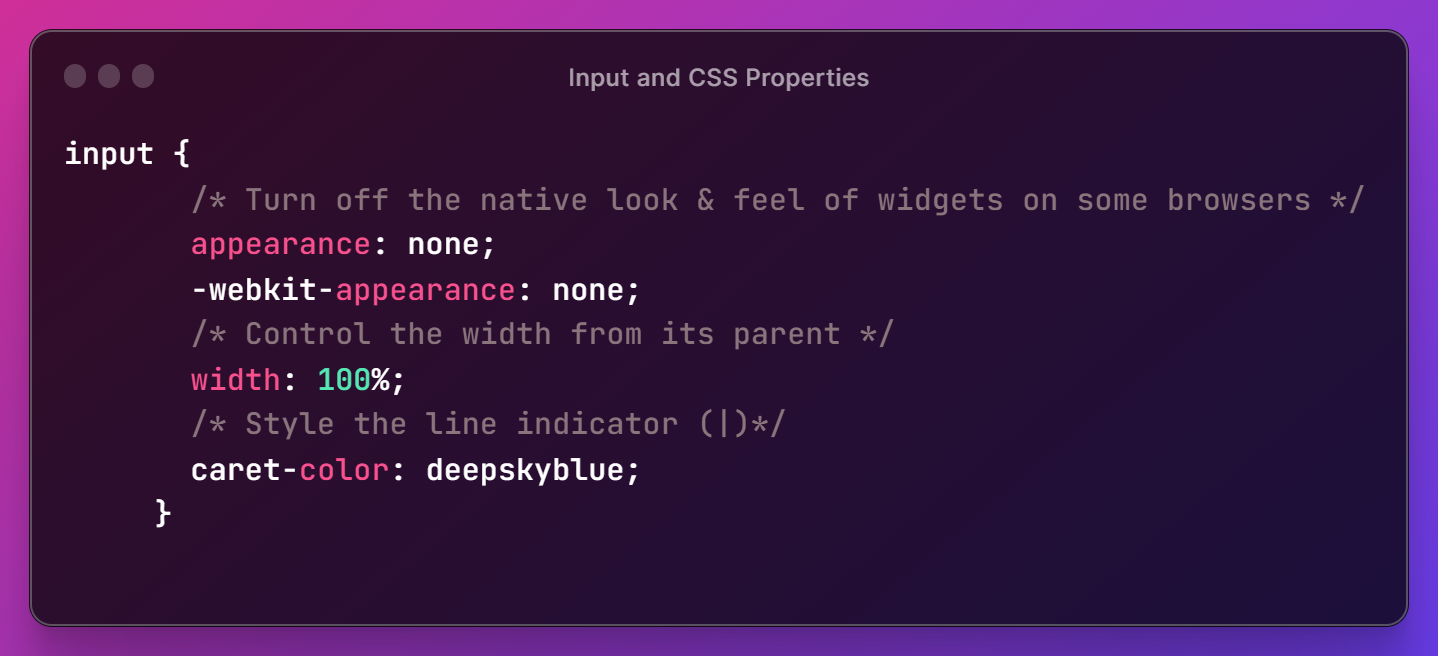 Input and CSS Properties
input {
/* Turn off the native look & feel of widgets on some browsers */
appearance: none;
-webkit-appearance: none;
/* Control the width from its parent */
width: 100%;
/* Style the line indicator (|)*/
caret-color: deepskyblue;
}